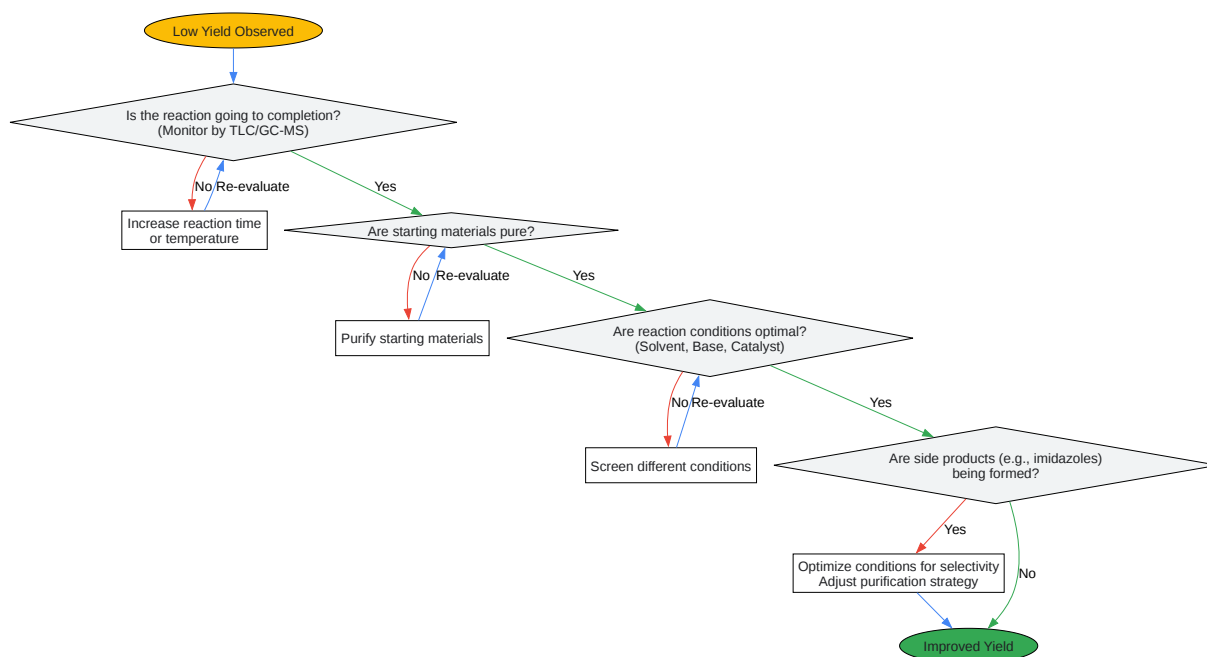 Low Yield Observed
Is the reaction going to completion?
(Monitor by TLC/GC-MS)
No
Re-evaluate
Yes
Increase reaction time
or temperature
Are starting materials pure?
No
Re-evaluate
Yes
Purify starting materials
Are reaction conditions optimal?
(Solvent, Base, Catalyst)
No
Re-evaluate
Yes
Screen different conditions
Are side products (e.g., imidazoles)
being formed?
Yes
No
Optimize conditions for selectivity
Adjust purification strategy
Improved Yield